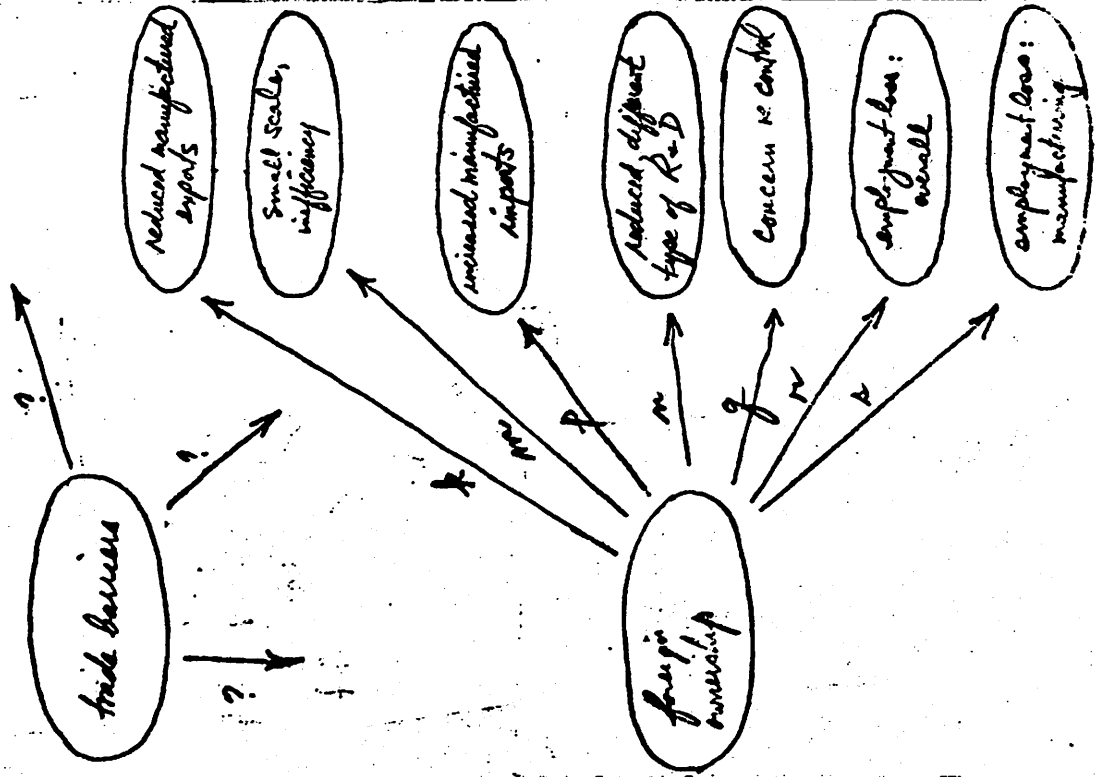 trade barriers
?
?
?
foreign
ownership
k
m
p
n
q
r
s
reduced manufactured
exports
small scale,
inefficiency
increased manufactured
imports
reduced different
type of R&D
concern re control
employment loss:
overall
employment loss:
manufacturing